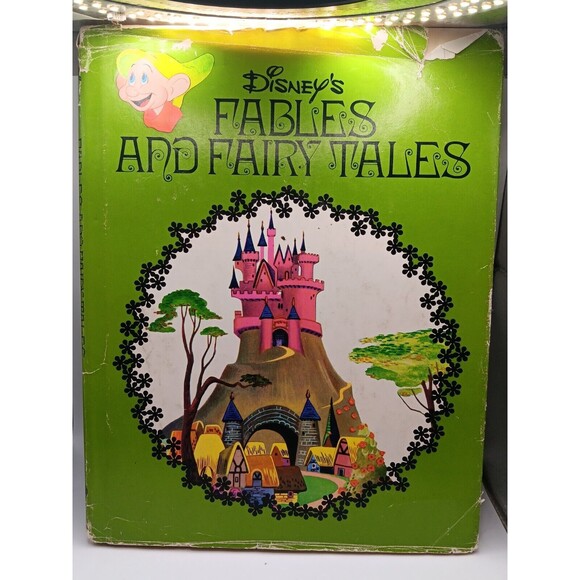 Disney's
FABLES
AND FAIRY TALES